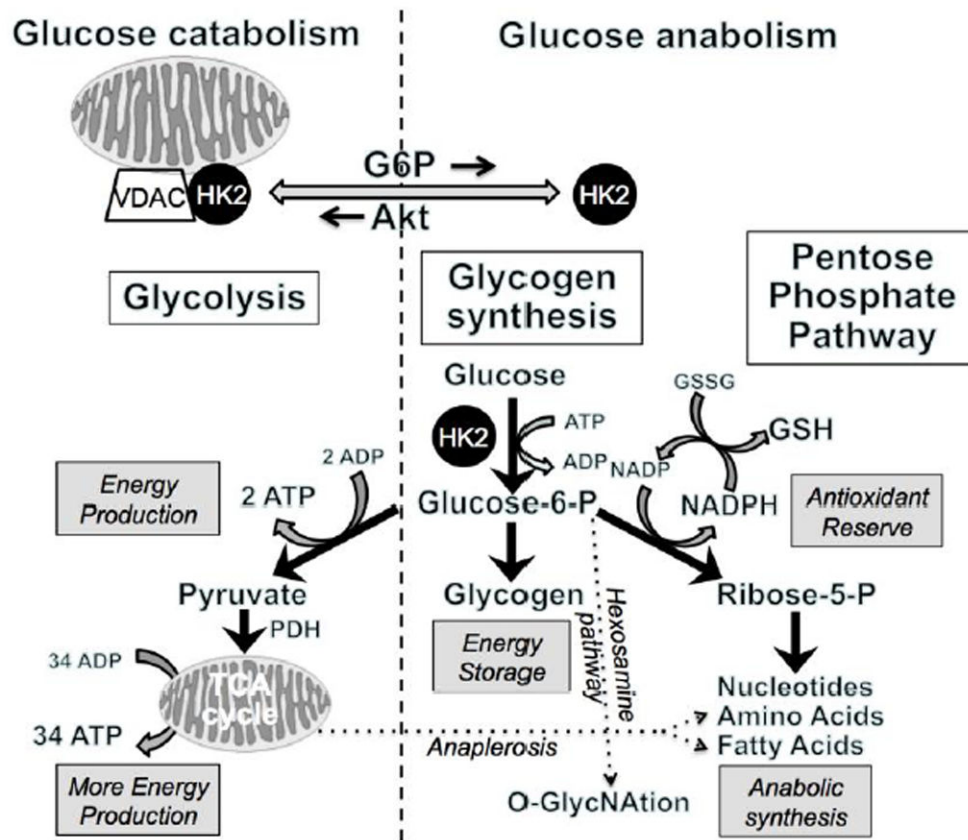 Glucose catabolism
Glucose anabolism
G6P
VDAC
HK2
HK2
Akt
Glycolysis
Glycogen
synthesis
Pentose
Phosphate
Pathway
Glucose
GSSG
HK2
ATP
GSH
ADP
NADP
2 ADP
Energy
Production
2 ATP
Glucose-6-P
NADPH
Antioxidant
Reserve
Pyruvate
Glycogen
Ribose-5-P
PDH
Hexosamine
pathway
Energy
Storage
34 ADP
TCA
cycle
Nucleotides
34 ATP
Amino Acids
Anaplerosis
Fatty Acids
More Energy
Production
O-GlycNAtion
Anabolic
synthesis